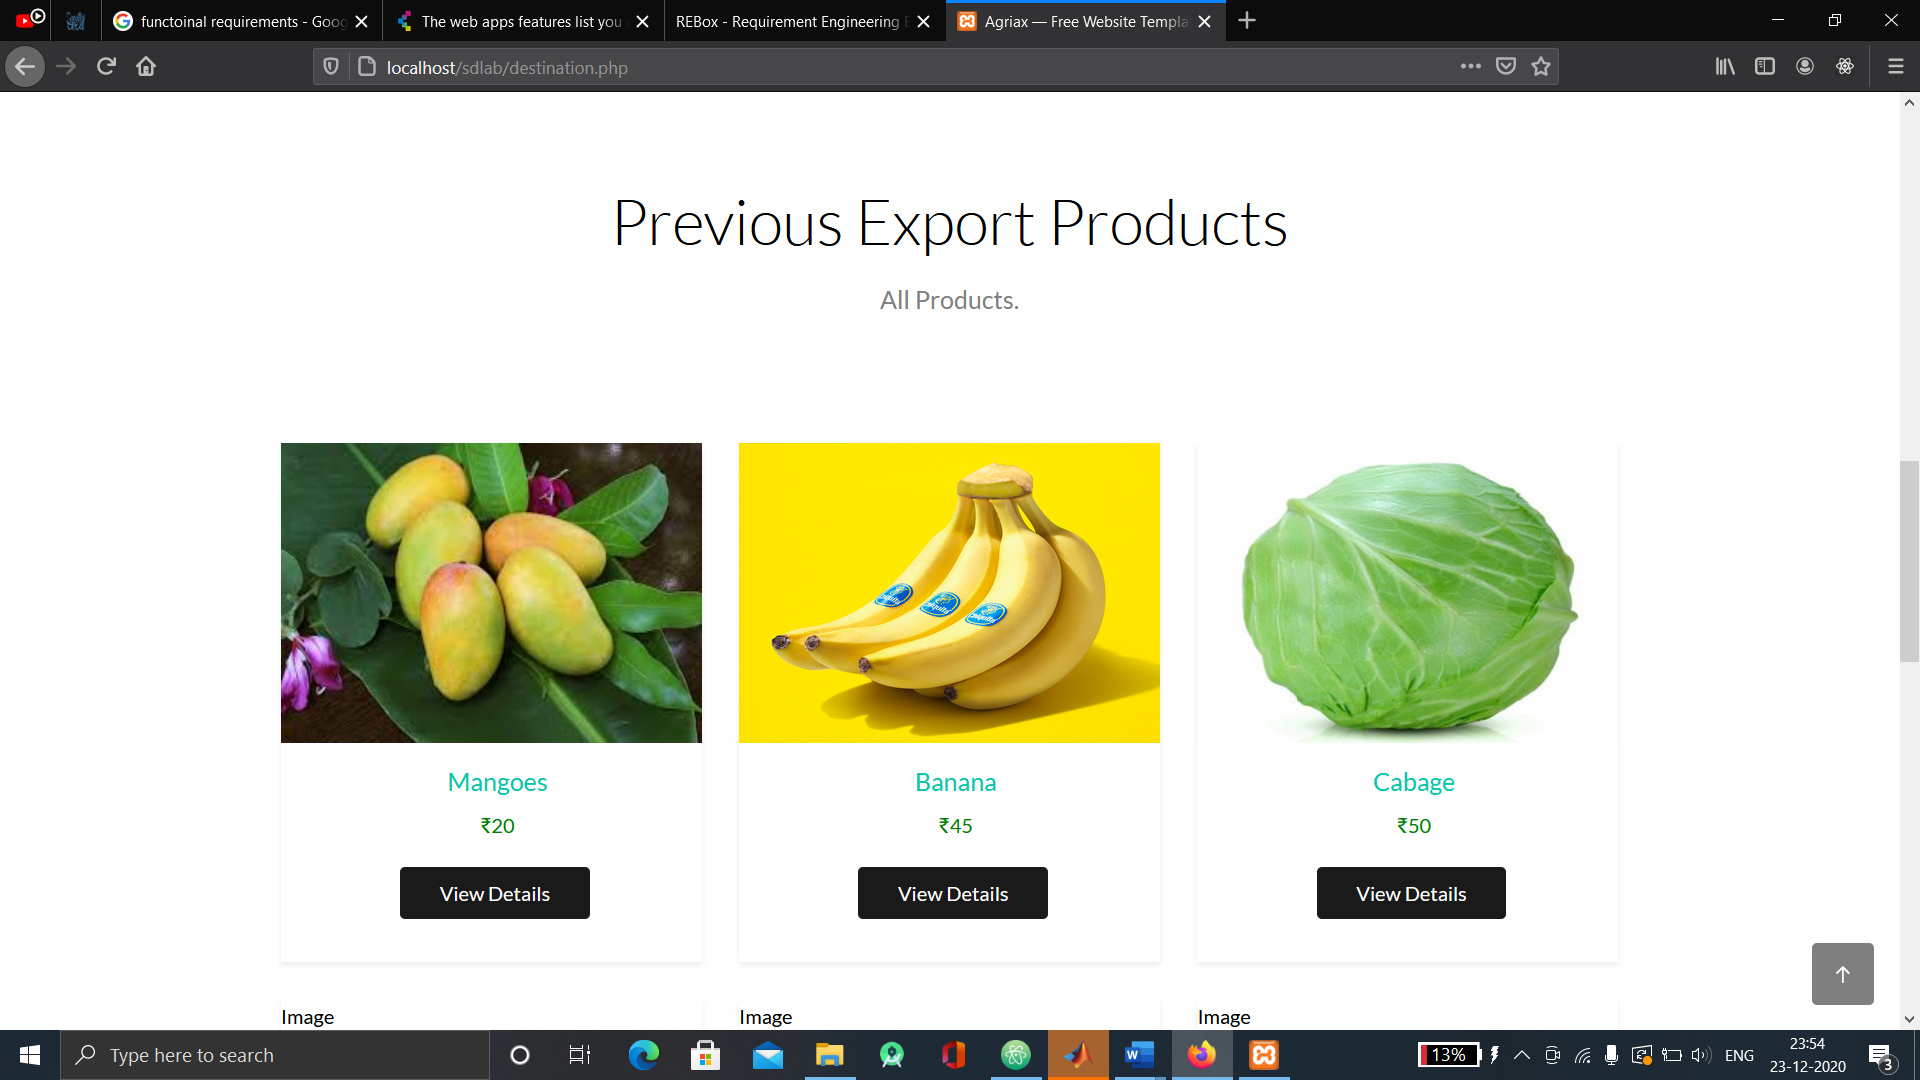 functoinal requirements - Goog
The web apps features list you
REBox - Requirement Engineering
Agriax — Free Website Templa
localhost/sdlab/destination.php
Previous Export Products
All Products.
Mangoes
₹20
View Details
Banana
₹45
View Details
Cabage
₹50
View Details
Image
Image
Image
Type here to search
13%
ENG
23:54
23-12-2020
3